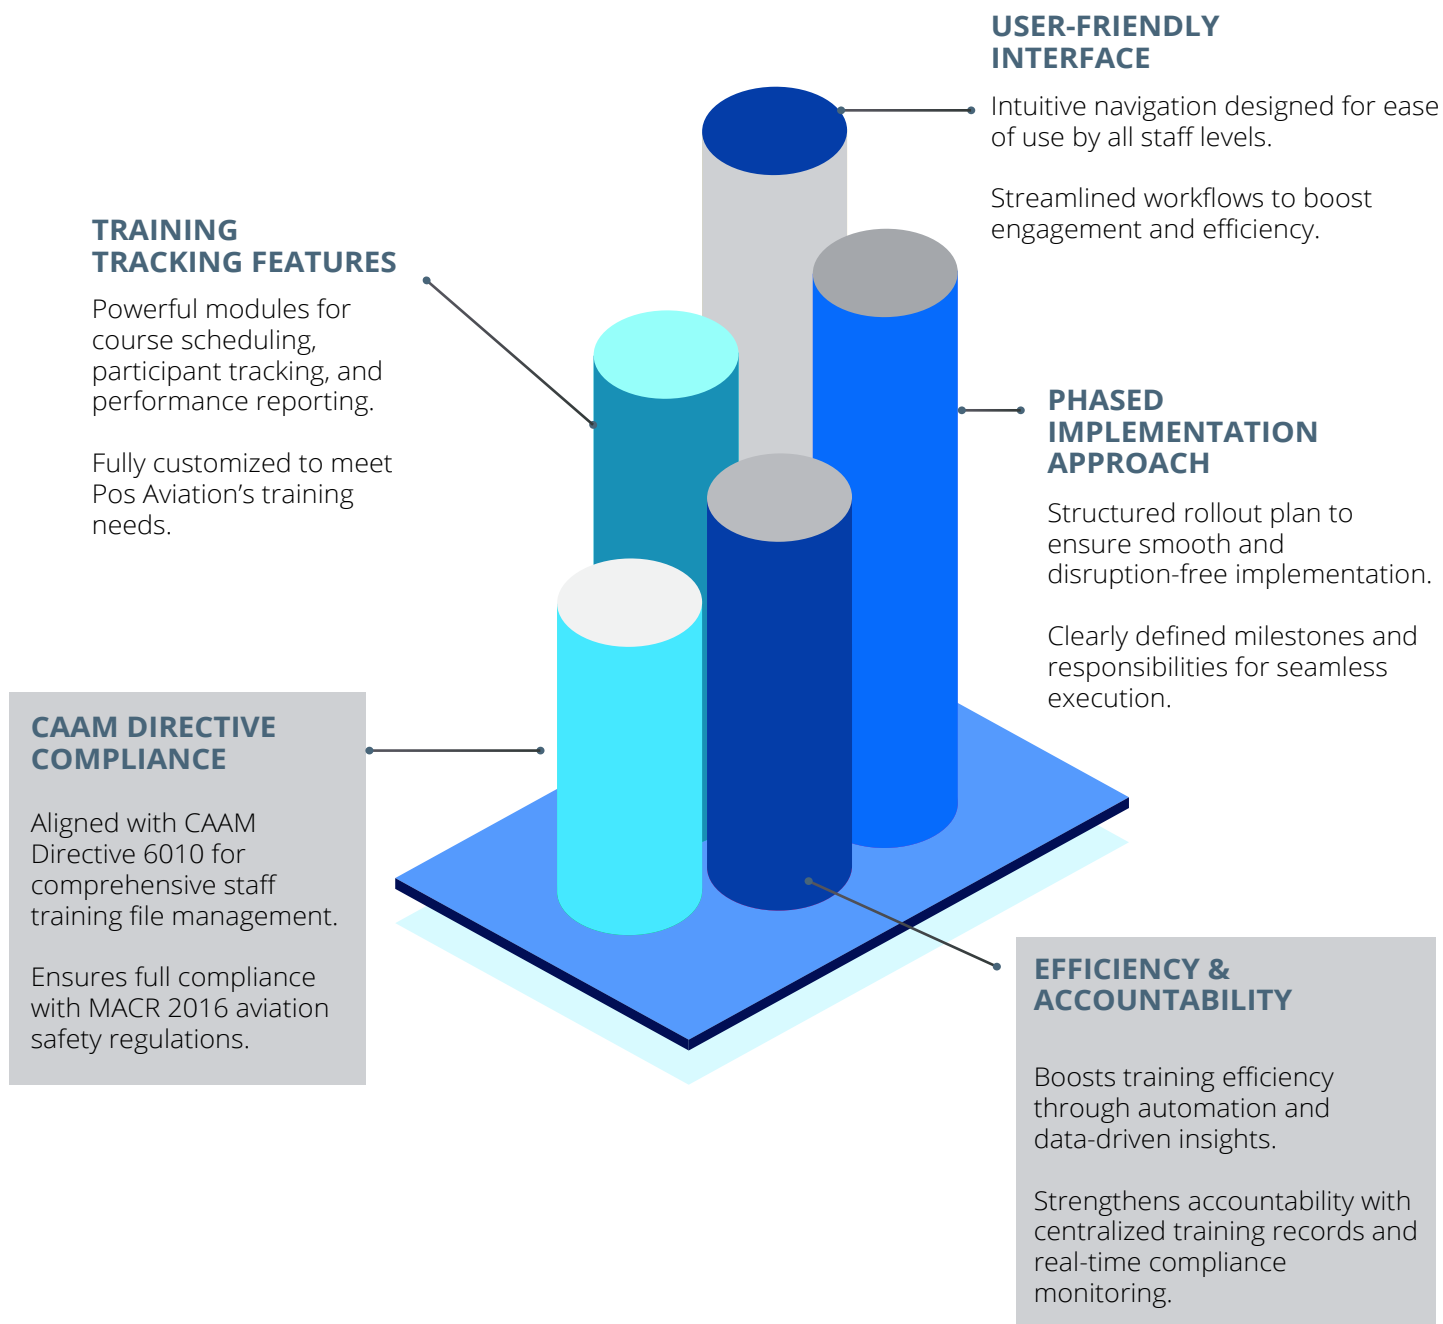 USER-FRIENDLY
INTERFACE
Intuitive navigation designed for ease
of use by all staff levels.
Streamlined workflows to boost
engagement and efficiency.
TRAINING
TRACKING FEATURES
Powerful modules for
course scheduling,
participant tracking, and
performance reporting.
Fully customized to meet
Pos Aviation’s training
needs.
PHASED
IMPLEMENTATION
APPROACH
Structured rollout plan to
ensure smooth and
disruption-free implementation.
Clearly defined milestones and
responsibilities for seamless
execution.
CAAM DIRECTIVE
COMPLIANCE
Aligned with CAAM
Directive 6010 for
comprehensive staff
training file management.
Ensures full compliance
with MACR 2016 aviation
safety regulations.
EFFICIENCY &
ACCOUNTABILITY
Boosts training efficiency
through automation and
data-driven insights.
Strengthens accountability with
centralized training records and
real-time compliance
monitoring.